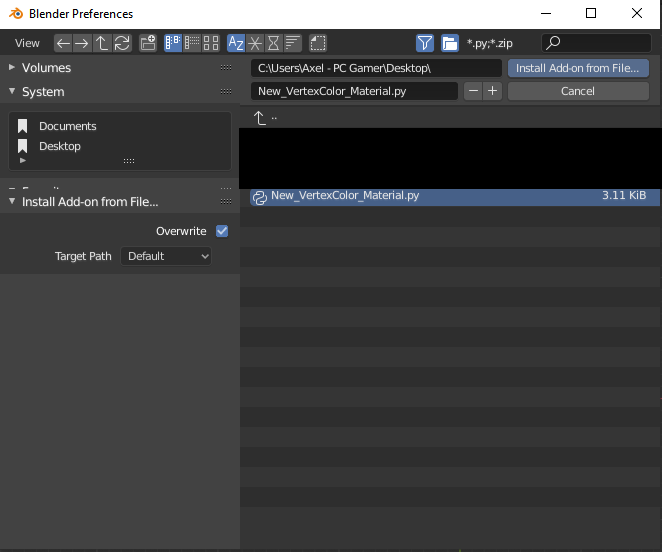 Blender Preferences
View
*.py;*.zip
Volumes
System
Documents
Desktop
Install Add-on from File...
Overwrite
Target Path Default
C:\Users\Axel - PC Gamer\Desktop\ Install Add-on from File...
New_VertexColor_Material.py Cancel
..
New_VertexColor_Material.py 3.11 KiB